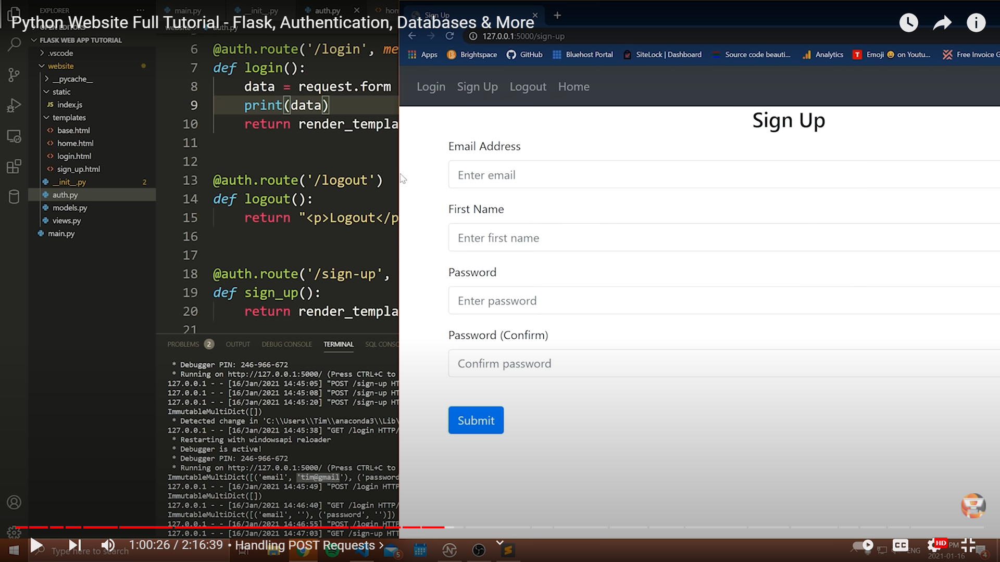 Python Website Full Tutorial - Flask, Authentication, Databases & More
EXPLORER
FLASK WEB APP TUTORIAL
.vscode
website
__pycache__
static
JS index.js
templates
<> base.html
<> home.html
<> login.html
<> sign_up.html
__init__.py 2
auth.py
models.py
views.py
main.py
main.py
__init__.py
auth.py
6 @auth.route('/login', me
7 def login():
8 data = request.form
9 print(data)
10 return render_templa
11
12
13 @auth.route('/logout')
14 def logout():
15 return "<p>Logout</p
16
17
18 @auth.route('/sign-up',
19 def sign_up():
20 return render_templa
21
PROBLEMS 2 OUTPUT DEBUG CONSOLE TERMINAL SQL CONSO
* Debugger PIN: 246-966-672
* Running on http://127.0.0.1:5000/ (Press CTRL+C to
127.0.0.1 - - [16/Jan/2021 14:45:05] "POST /sign-up HT
127.0.0.1 - - [16/Jan/2021 14:45:08] "POST /sign-up HT
127.0.0.1 - - [16/Jan/2021 14:45:20] "POST /sign-up HT
ImmutableMultiDict([])
* Detected change in 'C:\\Users\\Tim\\anaconda3\\Lib\
127.0.0.1 - - [16/Jan/2021 14:45:38] "GET /login HTTP/
* Restarting with windowsapi reloader
* Debugger is active!
* Debugger PIN: 246-966-672
* Running on http://127.0.0.1:5000/ (Press CTRL+C to
ImmutableMultiDict([('email', 'tim@gmail'), ('password
127.0.0.1 - - [16/Jan/2021 14:45:49] "POST /login HTTP
ImmutableMultiDict([])
127.0.0.1 - - [16/Jan/2021 14:46:40] "GET /login HTTP/
ImmutableMultiDict([('email', ''), ('password', '')])
127.0.0.1 - - [16/Jan/2021 14:46:55] "POST /login HTTP
127.0.0.1 - - [16/Jan/2021 14:47:03] "GET /sign-up HTT
Sign Up
127.0.0.1:5000/sign-up
Apps Brightspace GitHub Bluehost Portal SiteLock | Dashboard Source code beauti... Analytics Emoji 😀 on Youtu... Free Invoice G
Login Sign Up Logout Home
Sign Up
Email Address
Enter email
First Name
Enter first name
Password
Enter password
Password (Confirm)
Confirm password
Submit
1:00:26 / 2:16:39 • Handling POST Requests
Type here to search
CC
HD
PM
ENG
2021-01-16
5
4